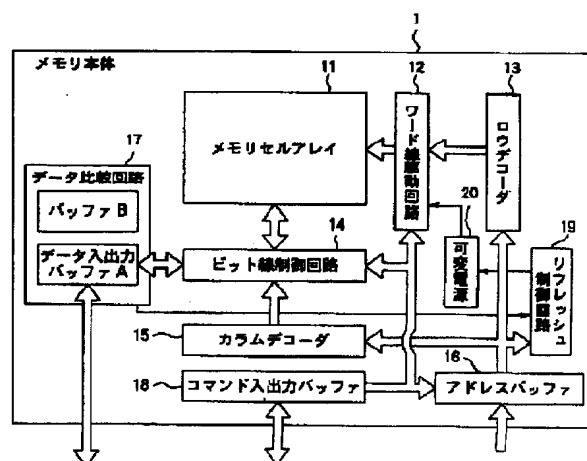 1
メモリ本体
11
12
13
メモリセルアレイ
ワード線駆動回路
ロウデコーダ
17
データ比較回路
バッファB
データ入出力
バッファA
14
ビット線制御回路
20
可変電源
19
リフレッシュ
制御回路
15
カラムデコーダ
16
18
コマンド入出力バッファ
アドレスバッファ